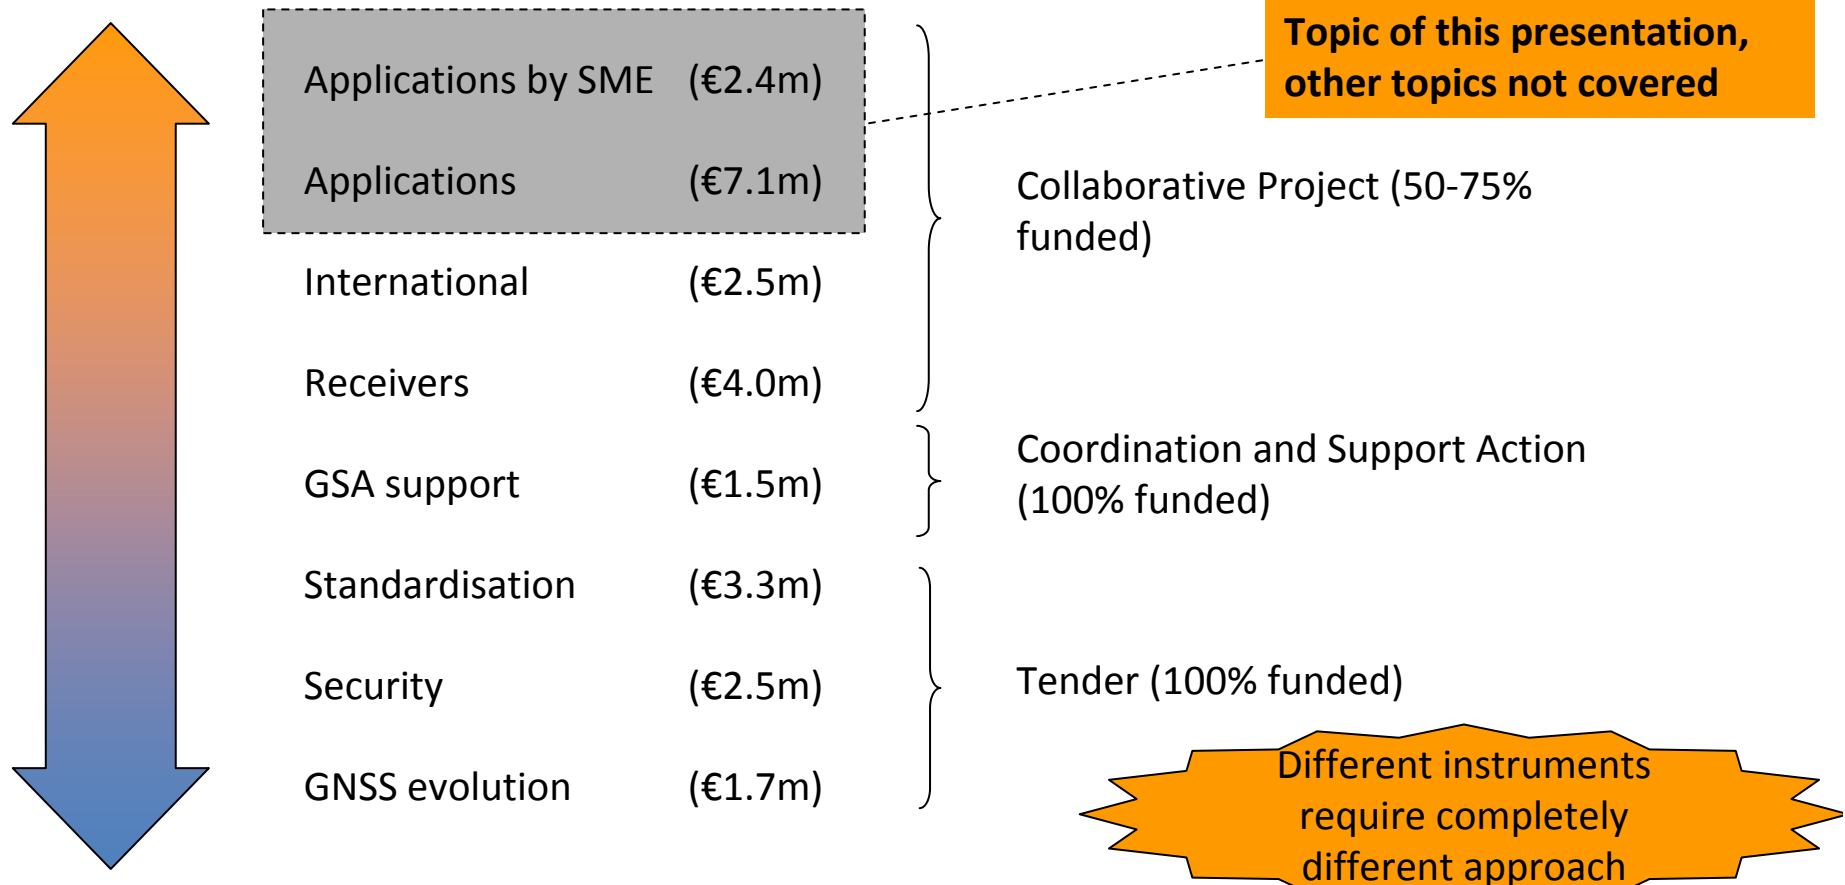 Topic of this presentation,
other topics not covered
Applications by SME (€2.4m)
Applications (€7.1m)
International (€2.5m)
Receivers (€4.0m)
GSA support (€1.5m)
Standardisation (€3.3m)
Security (€2.5m)
GNSS evolution (€1.7m)
Collaborative Project (50-75%
funded)
Coordination and Support Action
(100% funded)
Tender (100% funded)
Different instruments
require completely
different approach